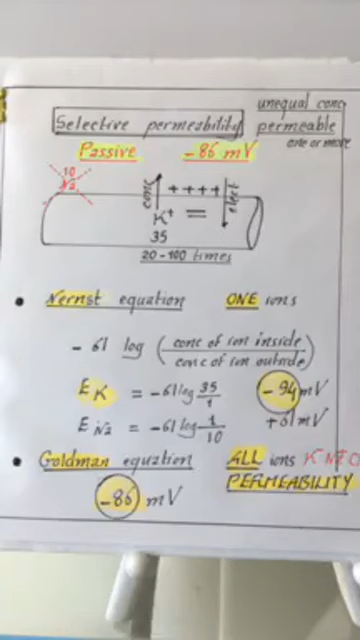 unequal conc
Selective permeability permeable
one or more
Passive -86 mV
10
Na
conc ++++ elect
K+ =
35
20-100 times
• Nernst equation ONE ions
- 61 log (conc of ion inside / conc of ion outside)
E K = -61 log 35/1 -94 mV
E Na = -61 log 1/10 +61 mV
• Goldman equation ALL ions K
PERMEABILITY
-86 mV